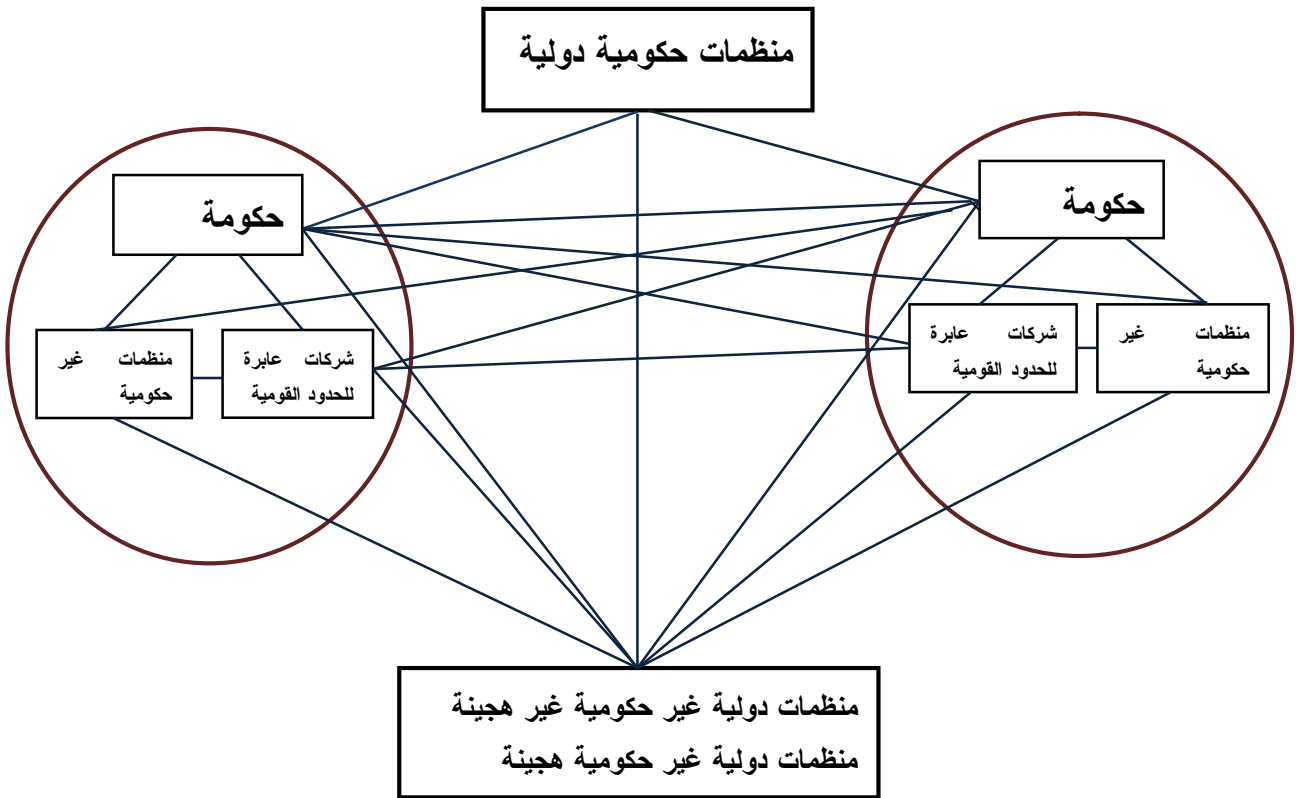 منظمات حكومية دولية
حكومة
حكومة
منظمات غير
حكومية
شركات عابرة
للحدود القومية
شركات عابرة
للحدود القومية
منظمات غير
حكومية
منظمات دولية غير حكومية غير هجينة
منظمات دولية غير حكومية هجينة